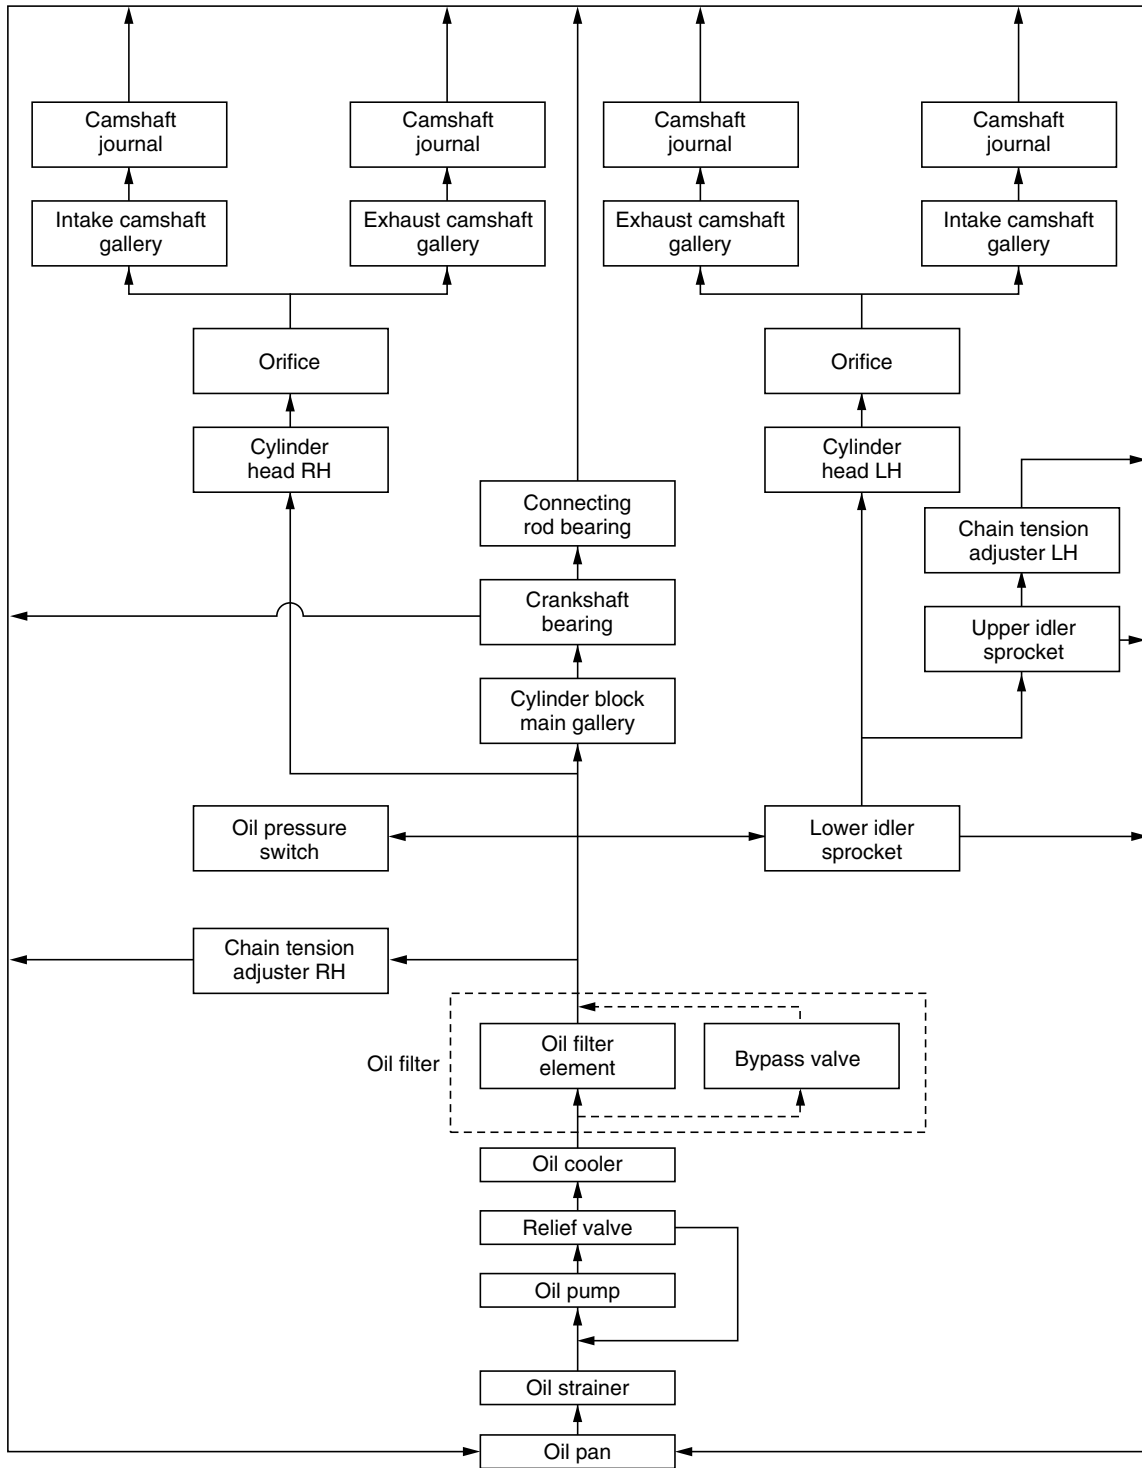 Camshaft
journal
Camshaft
journal
Camshaft
journal
Camshaft
journal
Intake camshaft
gallery
Exhaust camshaft
gallery
Exhaust camshaft
gallery
Intake camshaft
gallery
Orifice
Orifice
Cylinder
head RH
Cylinder
head LH
Connecting
rod bearing
Chain tension
adjuster LH
Crankshaft
bearing
Upper idler
sprocket
Cylinder block
main gallery
Oil pressure
switch
Lower idler
sprocket
Chain tension
adjuster RH
Oil filter
Oil filter
element
Bypass valve
Oil cooler
Relief valve
Oil pump
Oil strainer
Oil pan